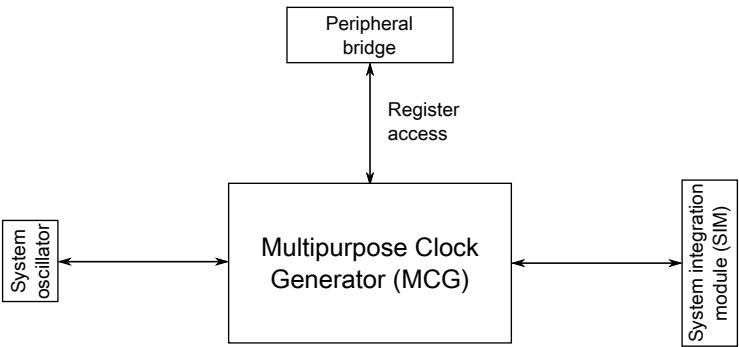 Peripheral
bridge
Register
access
System
oscillator
Multipurpose Clock
Generator (MCG)
System integration
module (SIM)